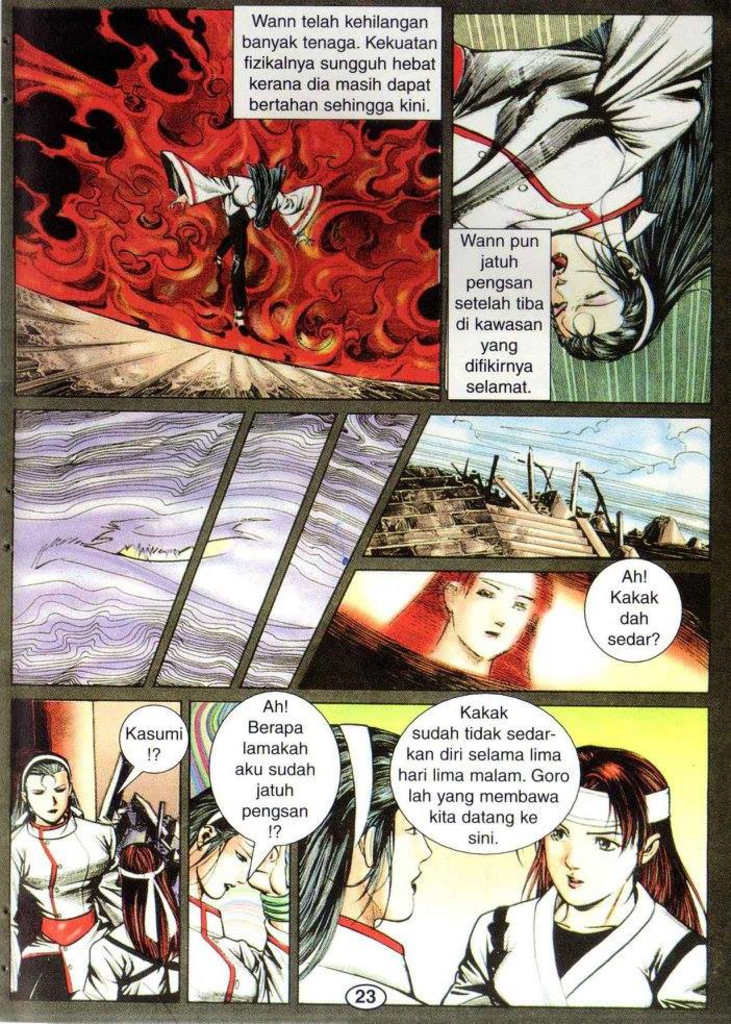 Wann telah kehilangan
banyak tenaga. Kekuatan
fizikalnya sungguh hebat
kerana dia masih dapat
bertahan sehingga kini.
Wann pun
jatuh
pengsan
setelah tiba
di kawasan
yang
difikirnya
selamat.
Ah!
Kakak
dah
sedar?
Kasumi
!?
Ah!
Berapa
lamakah
aku sudah
jatuh
pengsan
!?
Kakak
sudah tidak sedar-
kan diri selama lima
hari lima malam. Goro
lah yang membawa
kita datang ke
sini.
23